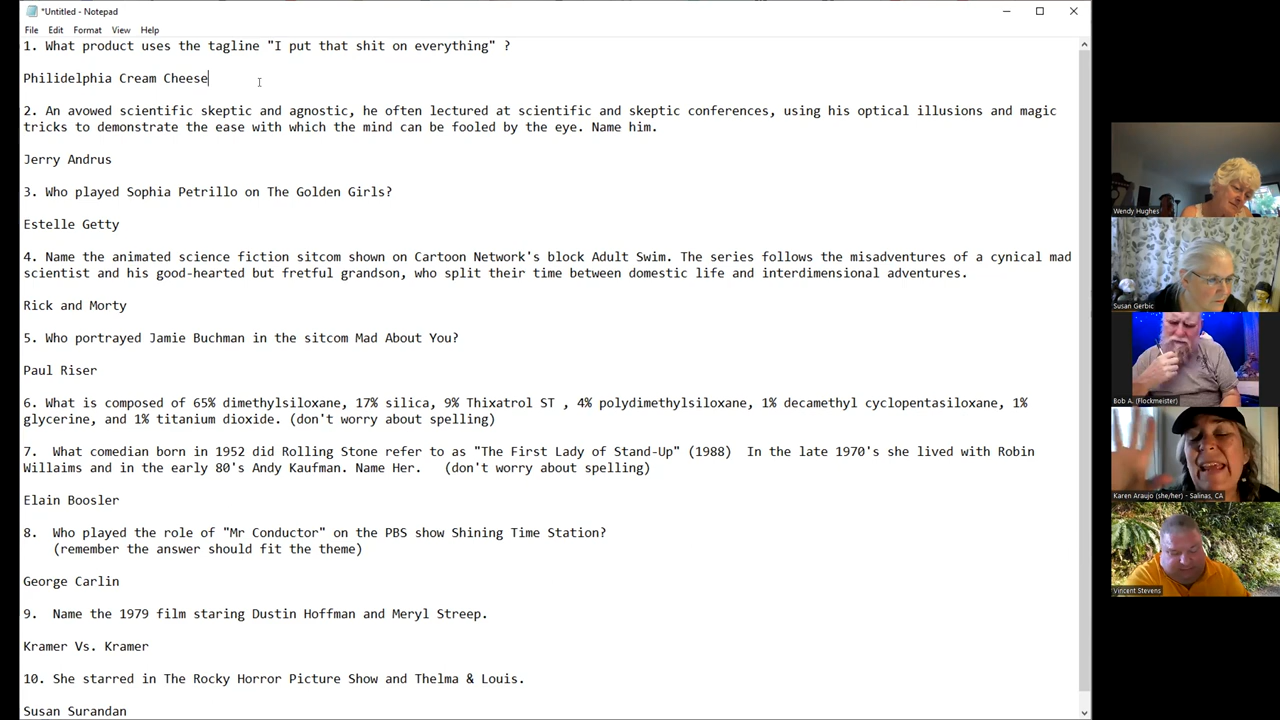 *Untitled - Notepad
File Edit Format View Help
1. What product uses the tagline "I put that shit on everything" ?
Philidelphia Cream Cheese
2. An avowed scientific skeptic and agnostic, he often lectured at scientific and skeptic conferences, using his optical illusions and magic
tricks to demonstrate the ease with which the mind can be fooled by the eye. Name him.
Jerry Andrus
3. Who played Sophia Petrillo on The Golden Girls?
Estelle Getty
4. Name the animated science fiction sitcom shown on Cartoon Network's block Adult Swim. The series follows the misadventures of a cynical mad
scientist and his good-hearted but fretful grandson, who split their time between domestic life and interdimensional adventures.
Rick and Morty
5. Who portrayed Jamie Buchman in the sitcom Mad About You?
Paul Riser
6. What is composed of 65% dimethylsiloxane, 17% silica, 9% Thixatrol ST , 4% polydimethylsiloxane, 1% decamethyl cyclopentasiloxane, 1%
glycerine, and 1% titanium dioxide. (don't worry about spelling)
7.  What comedian born in 1952 did Rolling Stone refer to as "The First Lady of Stand-Up" (1988)  In the late 1970's she lived with Robin
Willaims and in the early 80's Andy Kaufman. Name Her.   (don't worry about spelling)
Elain Boosler
8.  Who played the role of "Mr Conductor" on the PBS show Shining Time Station?
(remember the answer should fit the theme)
George Carlin
9.  Name the 1979 film staring Dustin Hoffman and Meryl Streep.
Kramer Vs. Kramer
10. She starred in The Rocky Horror Picture Show and Thelma & Louis.
Susan Surandan
Wendy Hughes
Susan Gerbic
Bob A. (Flockmeister)
Karen Araujo (she/her) - Salinas, CA
Vincent Stevens